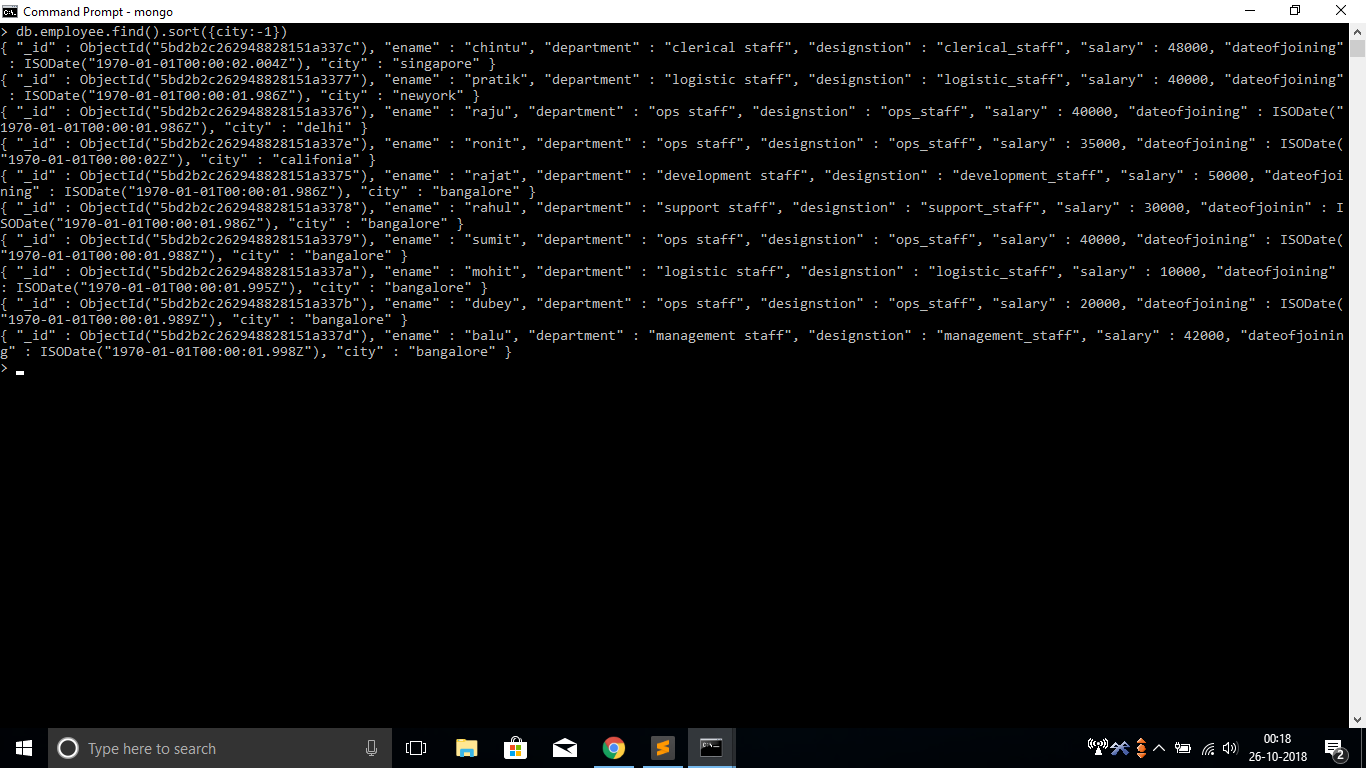 Command Prompt - mongo
> db.employee.find().sort({city:-1})
{ "_id" : ObjectId("5bd2b2c262948828151a337c"), "ename" : "chintu", "department" : "clerical staff", "designstion" : "clerical_staff", "salary" : 48000, "dateofjoining"
 : ISODate("1970-01-01T00:00:02.004Z"), "city" : "singapore" }
{ "_id" : ObjectId("5bd2b2c262948828151a3377"), "ename" : "pratik", "department" : "logistic staff", "designstion" : "logistic_staff", "salary" : 40000, "dateofjoining"
 : ISODate("1970-01-01T00:00:01.986Z"), "city" : "newyork" }
{ "_id" : ObjectId("5bd2b2c262948828151a3376"), "ename" : "raju", "department" : "ops staff", "designstion" : "ops_staff", "salary" : 40000, "dateofjoining" : ISODate("
1970-01-01T00:00:01.986Z"), "city" : "delhi" }
{ "_id" : ObjectId("5bd2b2c262948828151a337e"), "ename" : "ronit", "department" : "ops staff", "designstion" : "ops_staff", "salary" : 35000, "dateofjoining" : ISODate(
"1970-01-01T00:00:02Z"), "city" : "califonia" }
{ "_id" : ObjectId("5bd2b2c262948828151a3375"), "ename" : "rajat", "department" : "development staff", "designstion" : "development_staff", "salary" : 50000, "dateofjoi
ning" : ISODate("1970-01-01T00:00:01.986Z"), "city" : "bangalore" }
{ "_id" : ObjectId("5bd2b2c262948828151a3378"), "ename" : "rahul", "department" : "support staff", "designstion" : "support_staff", "salary" : 30000, "dateofjoinin" : I
SODate("1970-01-01T00:00:01.986Z"), "city" : "bangalore" }
{ "_id" : ObjectId("5bd2b2c262948828151a3379"), "ename" : "sumit", "department" : "ops staff", "designstion" : "ops_staff", "salary" : 40000, "dateofjoining" : ISODate(
"1970-01-01T00:00:01.988Z"), "city" : "bangalore" }
{ "_id" : ObjectId("5bd2b2c262948828151a337a"), "ename" : "mohit", "department" : "logistic staff", "designstion" : "logistic_staff", "salary" : 10000, "dateofjoining"
: ISODate("1970-01-01T00:00:01.995Z"), "city" : "bangalore" }
{ "_id" : ObjectId("5bd2b2c262948828151a337b"), "ename" : "dubey", "department" : "ops staff", "designstion" : "ops_staff", "salary" : 20000, "dateofjoining" : ISODate(
"1970-01-01T00:00:01.989Z"), "city" : "bangalore" }
{ "_id" : ObjectId("5bd2b2c262948828151a337d"), "ename" : "balu", "department" : "management staff", "designstion" : "management_staff", "salary" : 42000, "dateofjoinin
g" : ISODate("1970-01-01T00:00:01.998Z"), "city" : "bangalore" }
>
Type here to search
00:18
26-10-2018
2